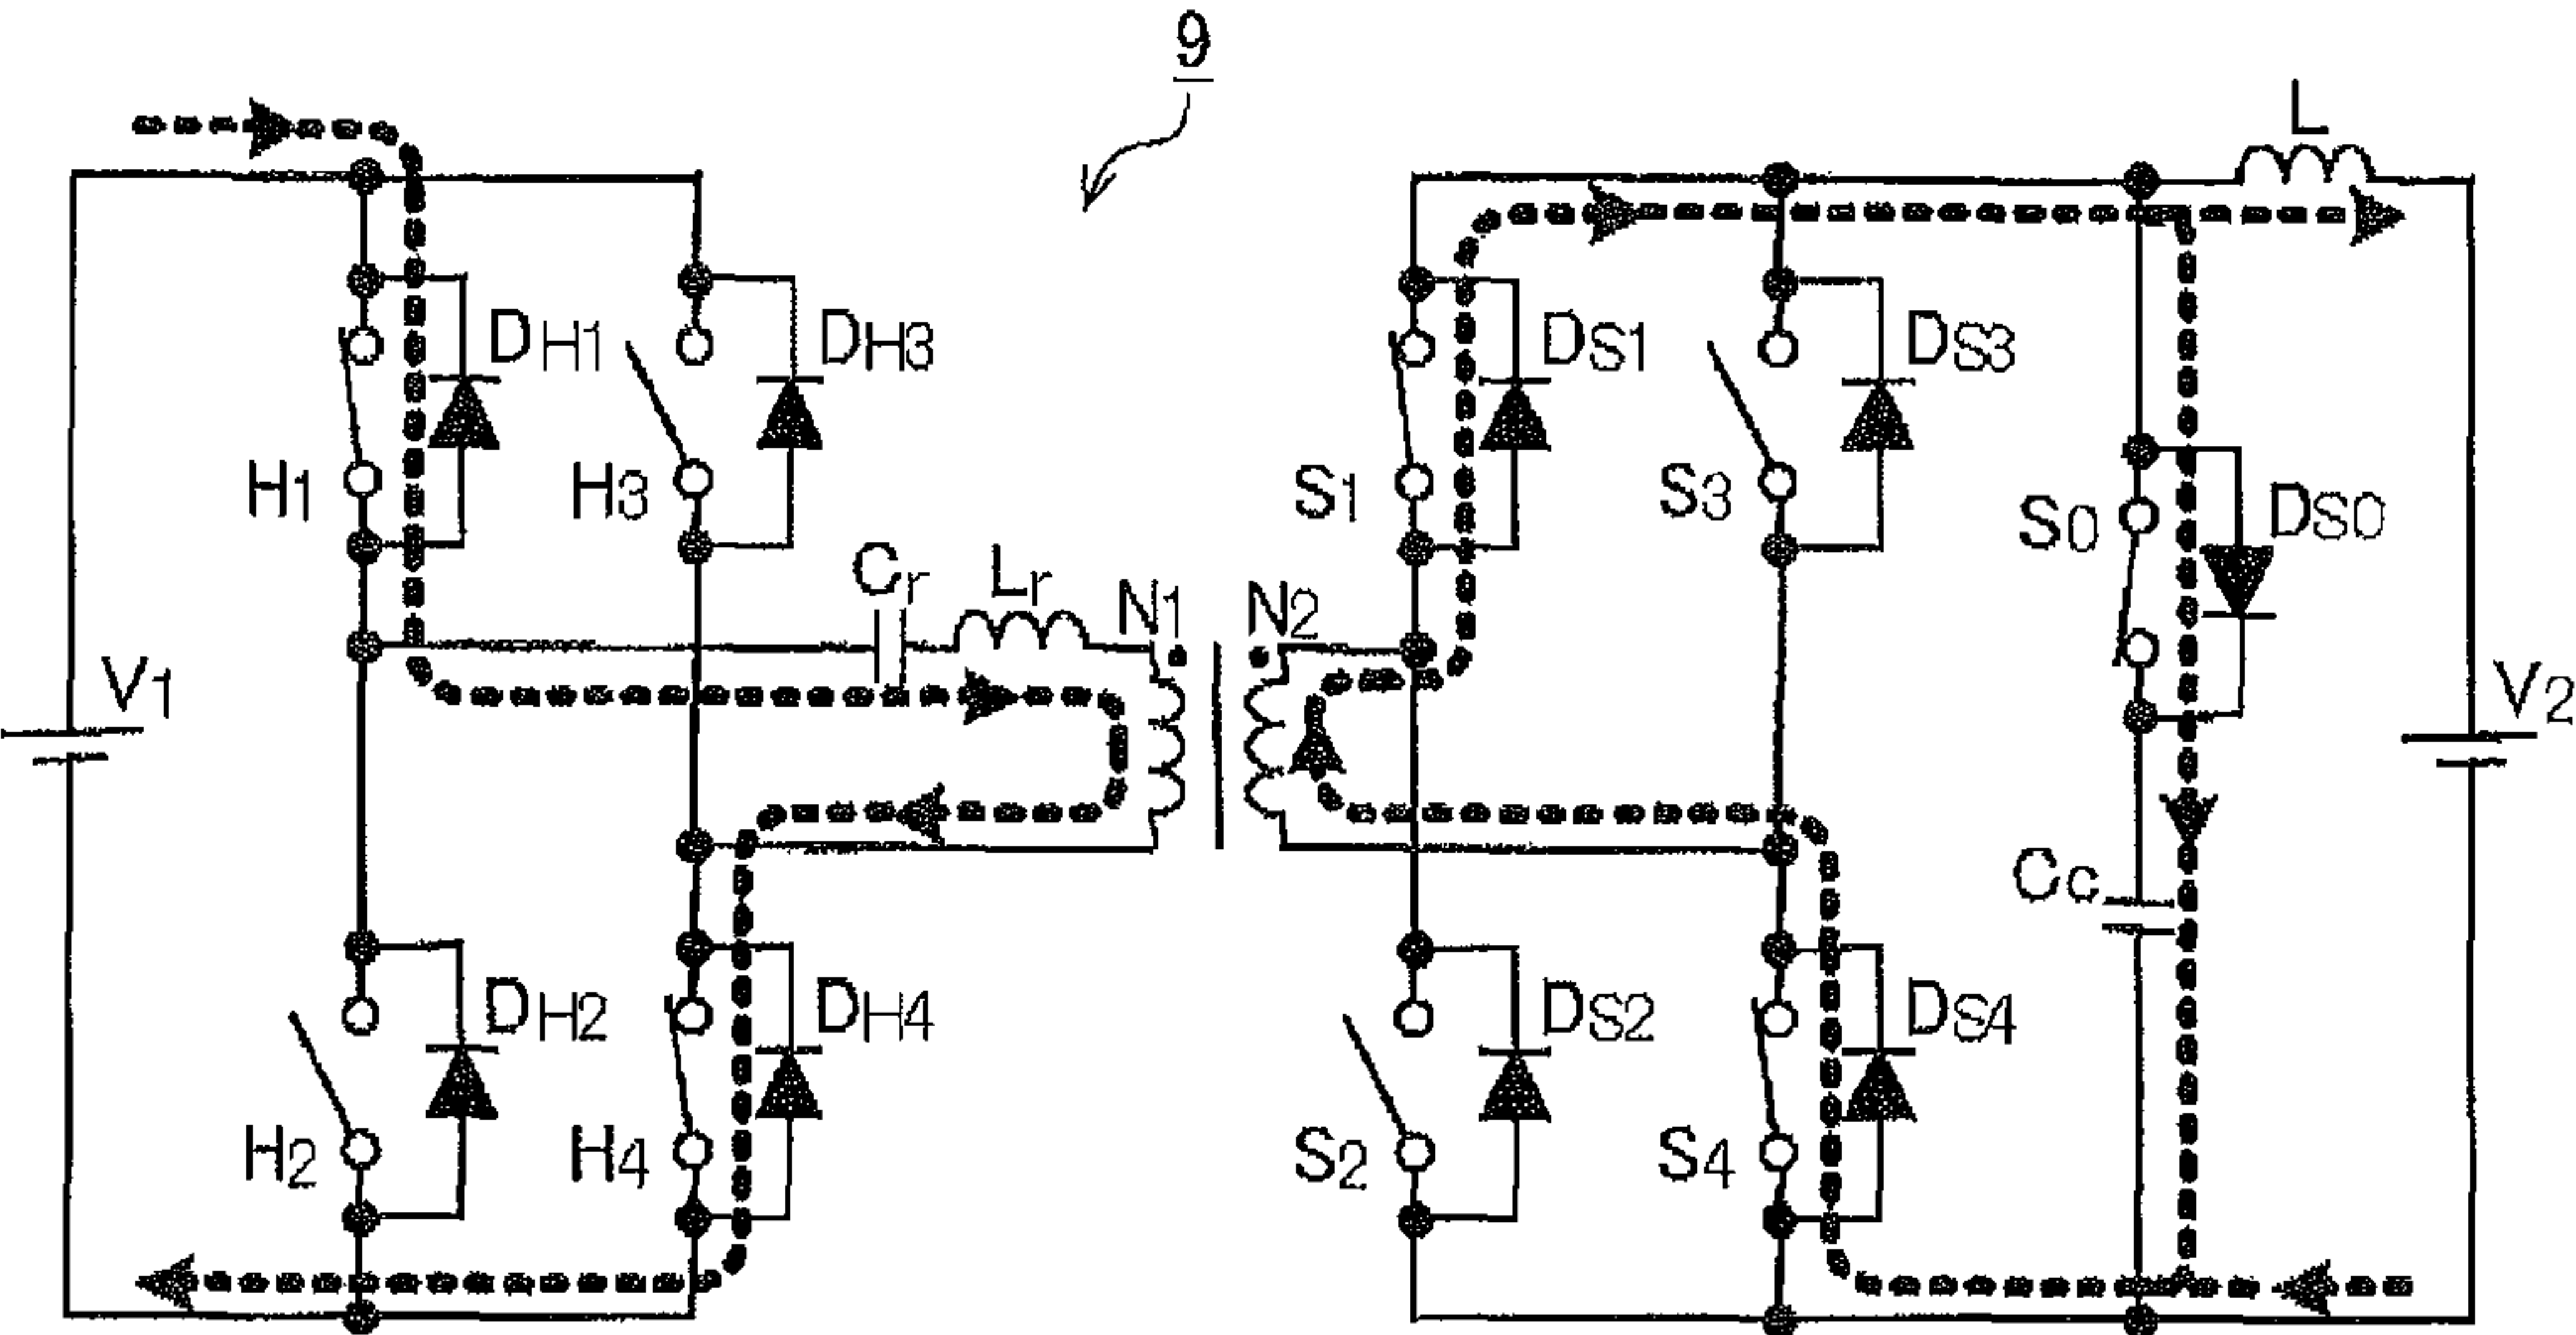 9
L
DH1
DH3
DS1
DS3
H1
H3
S1
S3
S0
DS0
Cr
Lr
N1
N2
V1
V2
Cc
DH2
DH4
DS2
DS4
H2
H4
S2
S4